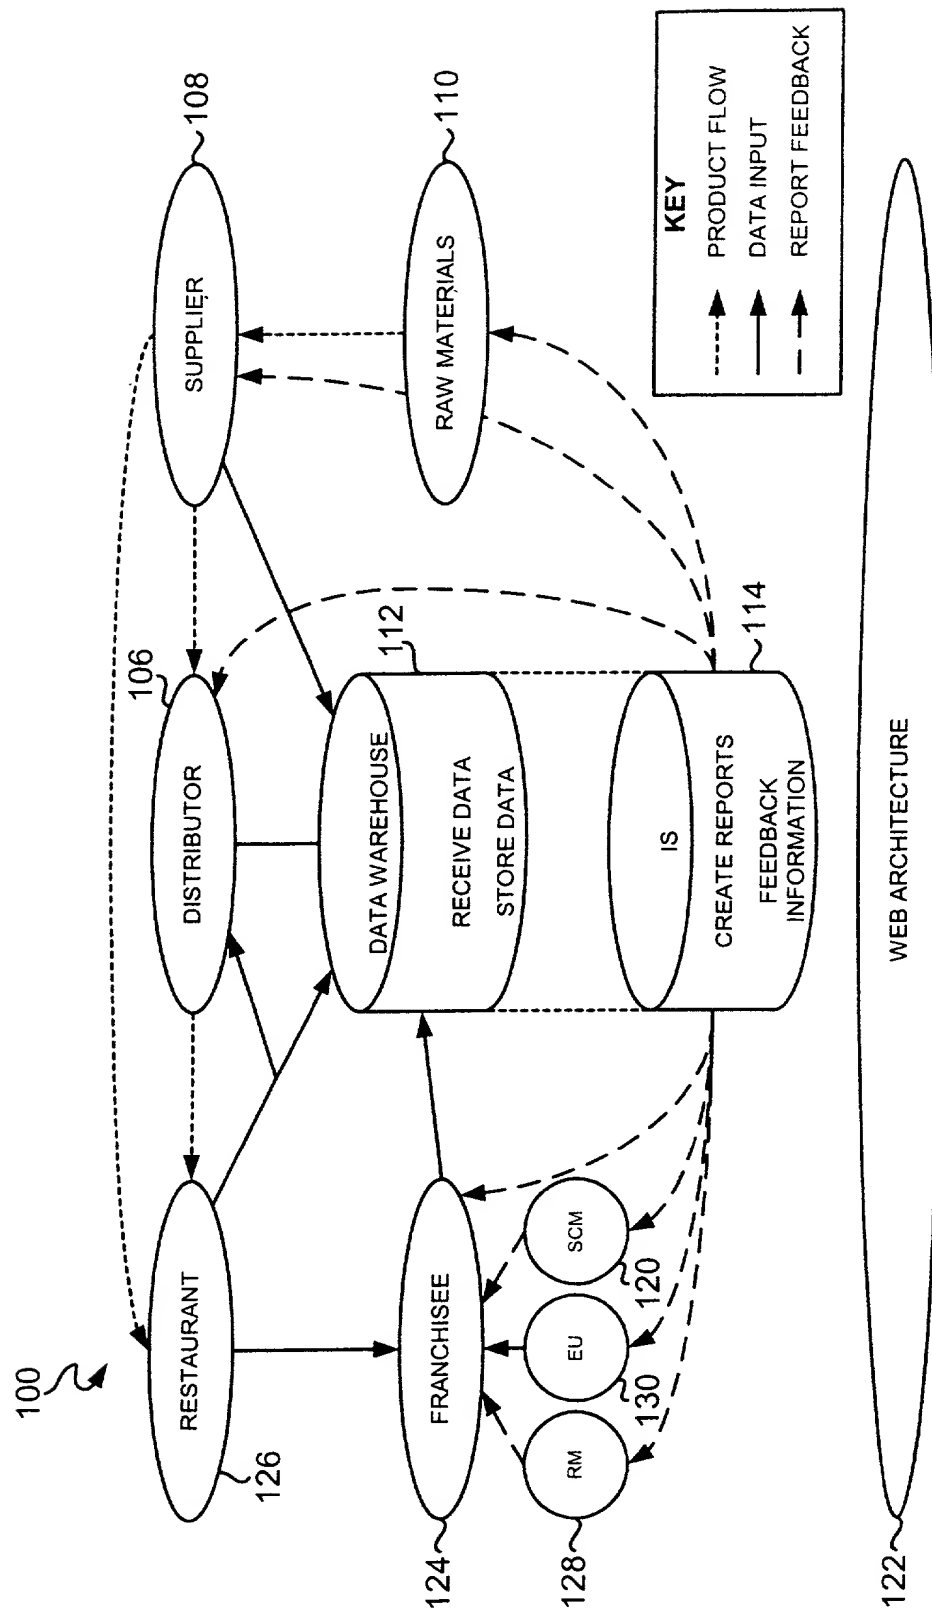 100
RESTAURANT
126
DISTRIBUTOR
106
SUPPLIER
108
FRANCHISEE
124
DATA WAREHOUSE
RECEIVE DATA
STORE DATA
112
RAW MATERIALS
110
RM
128
EU
130
SCM
120
IS
CREATE REPORTS
FEEDBACK
INFORMATION
114
KEY
PRODUCT FLOW
DATA INPUT
REPORT FEEDBACK
WEB ARCHITECTURE
122